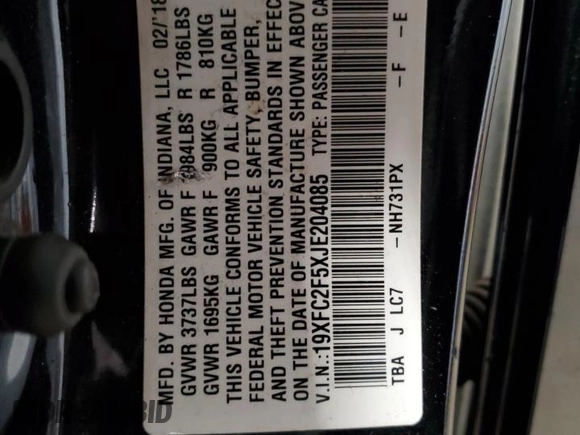 MFD. BY HONDA MFG. OF INDIANA, LLC 02/18
GVWR 3737LBS GAWR F 1984LBS R 1786LBS
GVWR 1695KG GAWR F 900KG R 810KG
THIS VEHICLE CONFORMS TO ALL APPLICABLE
FEDERAL MOTOR VEHICLE SAFETY, BUMPER,
AND THEFT PREVENTION STANDARDS IN EFFECT
ON THE DATE OF MANUFACTURE SHOWN ABOVE
V.I.N.: 19XFC2F5XJE204085 TYPE: PASSENGER CA
TBA J LC7 -NH731PX -F -E